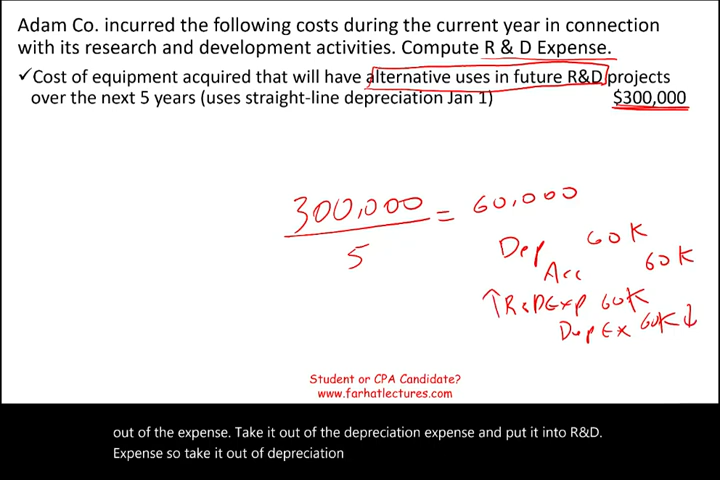 Adam Co. incurred the following costs during the current year in connection
with its research and development activities. Compute R & D Expense.
✓Cost of equipment acquired that will have alternative uses in future R&D projects
over the next 5 years (uses straight-line depreciation Jan 1) $300,000
300,000 = 60,000
5
Dep 60K
Acc 60K
↑R&D Exp 60K
Dep Ex 60K ↓
Student or CPA Candidate?
www.farhatlectures.com
out of the expense. Take it out of the depreciation expense and put it into R&D.
Expense so take it out of depreciation